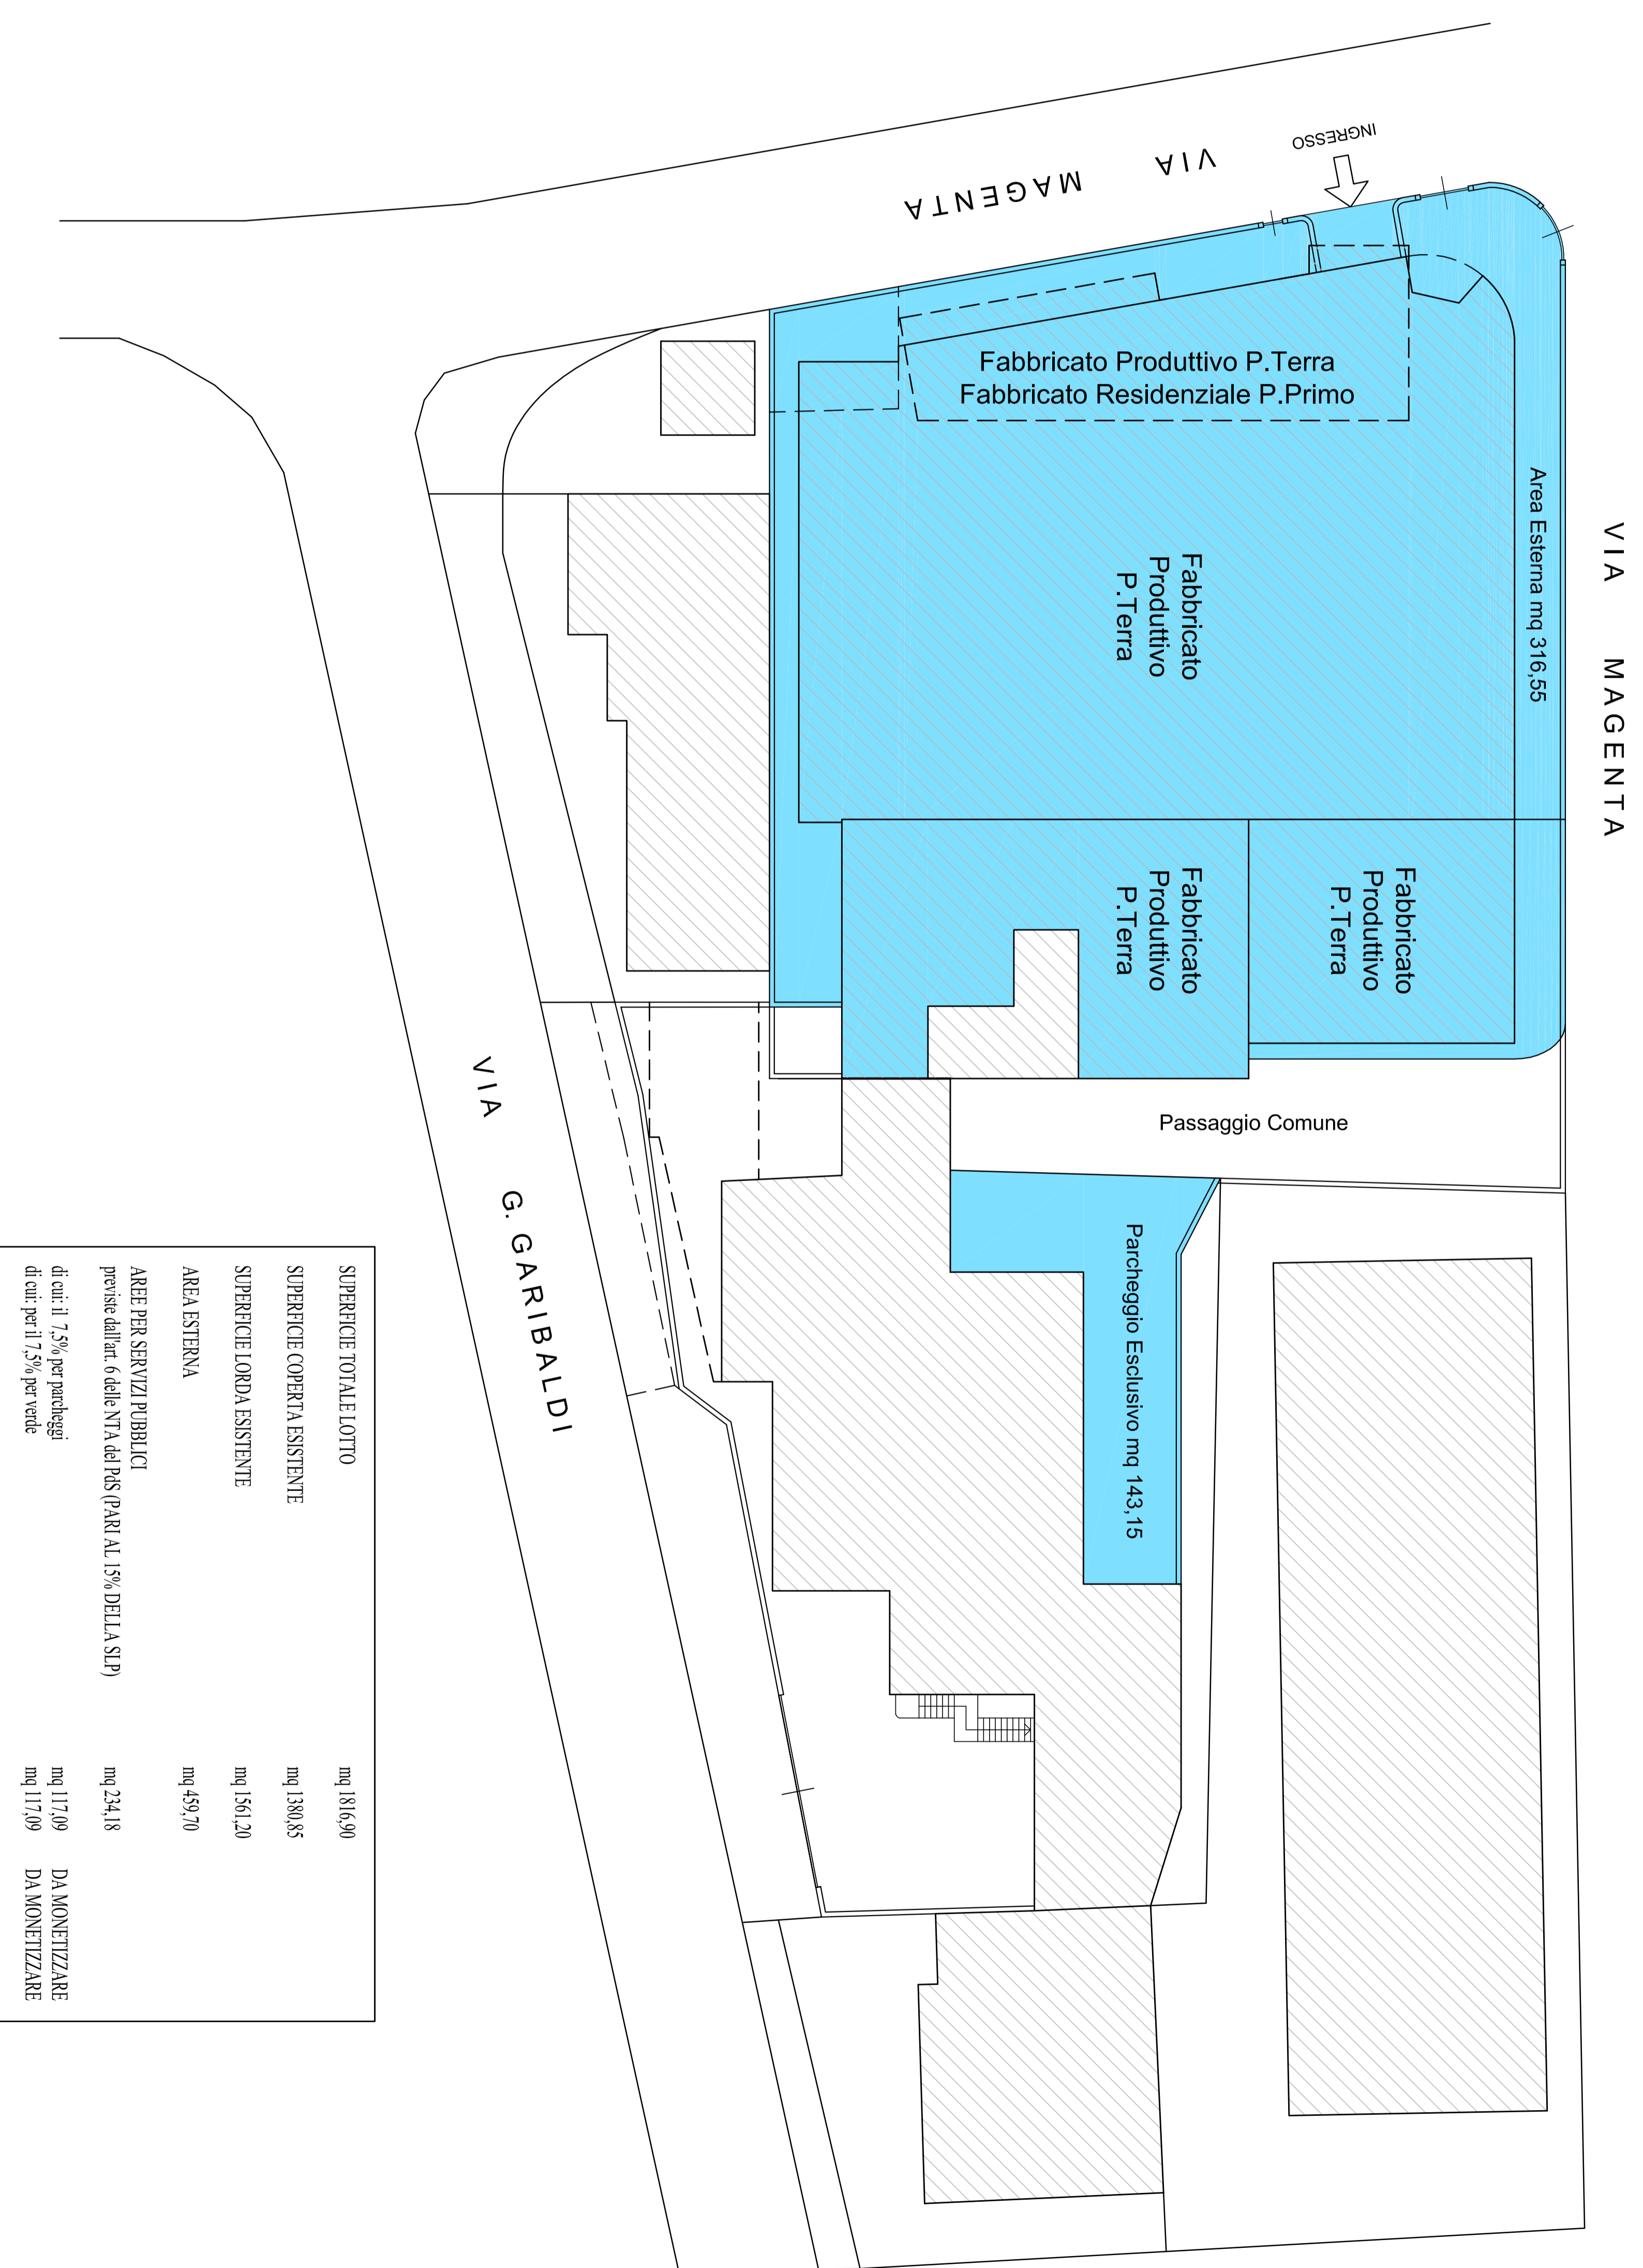 VIA MAGENTA
INGRESSO
VIA MAGENTA
Fabbricato Produttivo P.Terra
Fabbricato Residenziale P.Primo
Area Esterna mq 316,55
Fabbricato
Produttivo
P.Terra
Fabbricato
Produttivo
P.Terra
Fabbricato
Produttivo
P.Terra
Passaggio Comune
Parcheggio Esclusivo mq 143,15
VIA G. GARIBALDI
SUPERFICIE TOTALE LOTTO mq 1816,90
SUPERFICIE COPERTA ESISTENTE mq 1380,85
SUPERFICIE LORDA ESISTENTE mq 1561,20
AREA ESTERNA mq 459,70
AREE PER SERVIZI PUBBLICI
previste dall'art. 6 delle NTA del PdS (PARI AL 15% DELLA SLP) mq 234,18
di cui: il 7,5% per parcheggi mq 117,09 DA MONETIZZARE
di cui: per il 7,5% per verde mq 117,09 DA MONETIZZARE